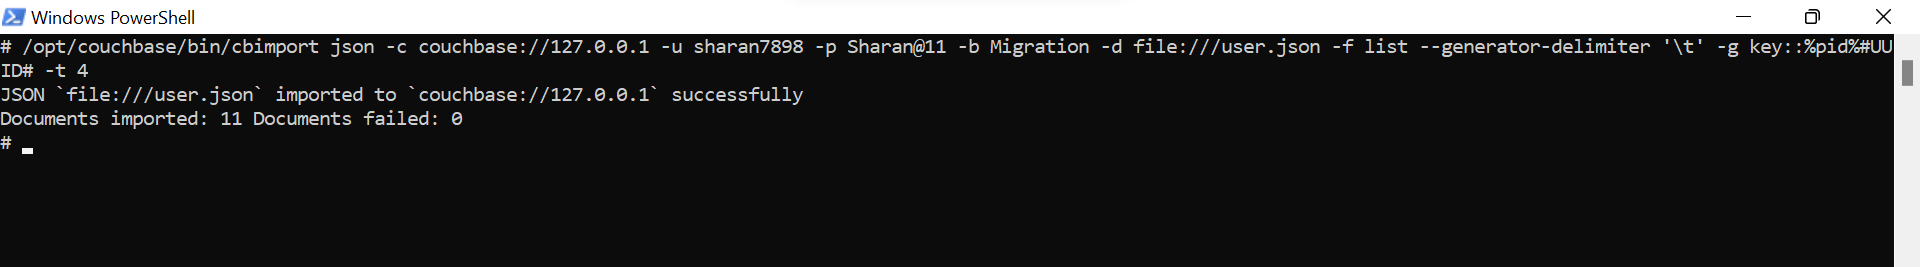 Windows PowerShell
# /opt/couchbase/bin/cbimport json -c couchbase://127.0.0.1 -u sharan7898 -p Sharan@11 -b Migration -d file:///user.json -f list --generator-delimiter '\t' -g key::%pid%#UU
ID# -t 4
JSON `file:///user.json` imported to `couchbase://127.0.0.1` successfully
Documents imported: 11 Documents failed: 0
#